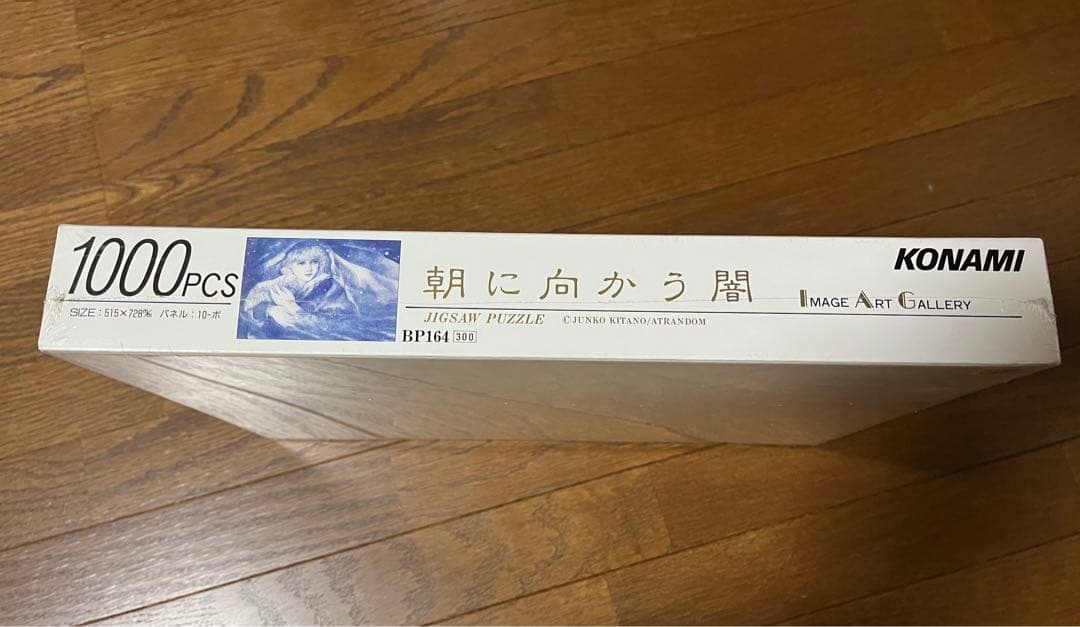 1000PCS
SIZE：515×728㎜ パネル：10-ボ
朝に向かう闇
JIGSAW PUZZLE ©JUNKO KITANO/ATRANDOM
BP164 300
KONAMI
IMAGE ART GALLERY